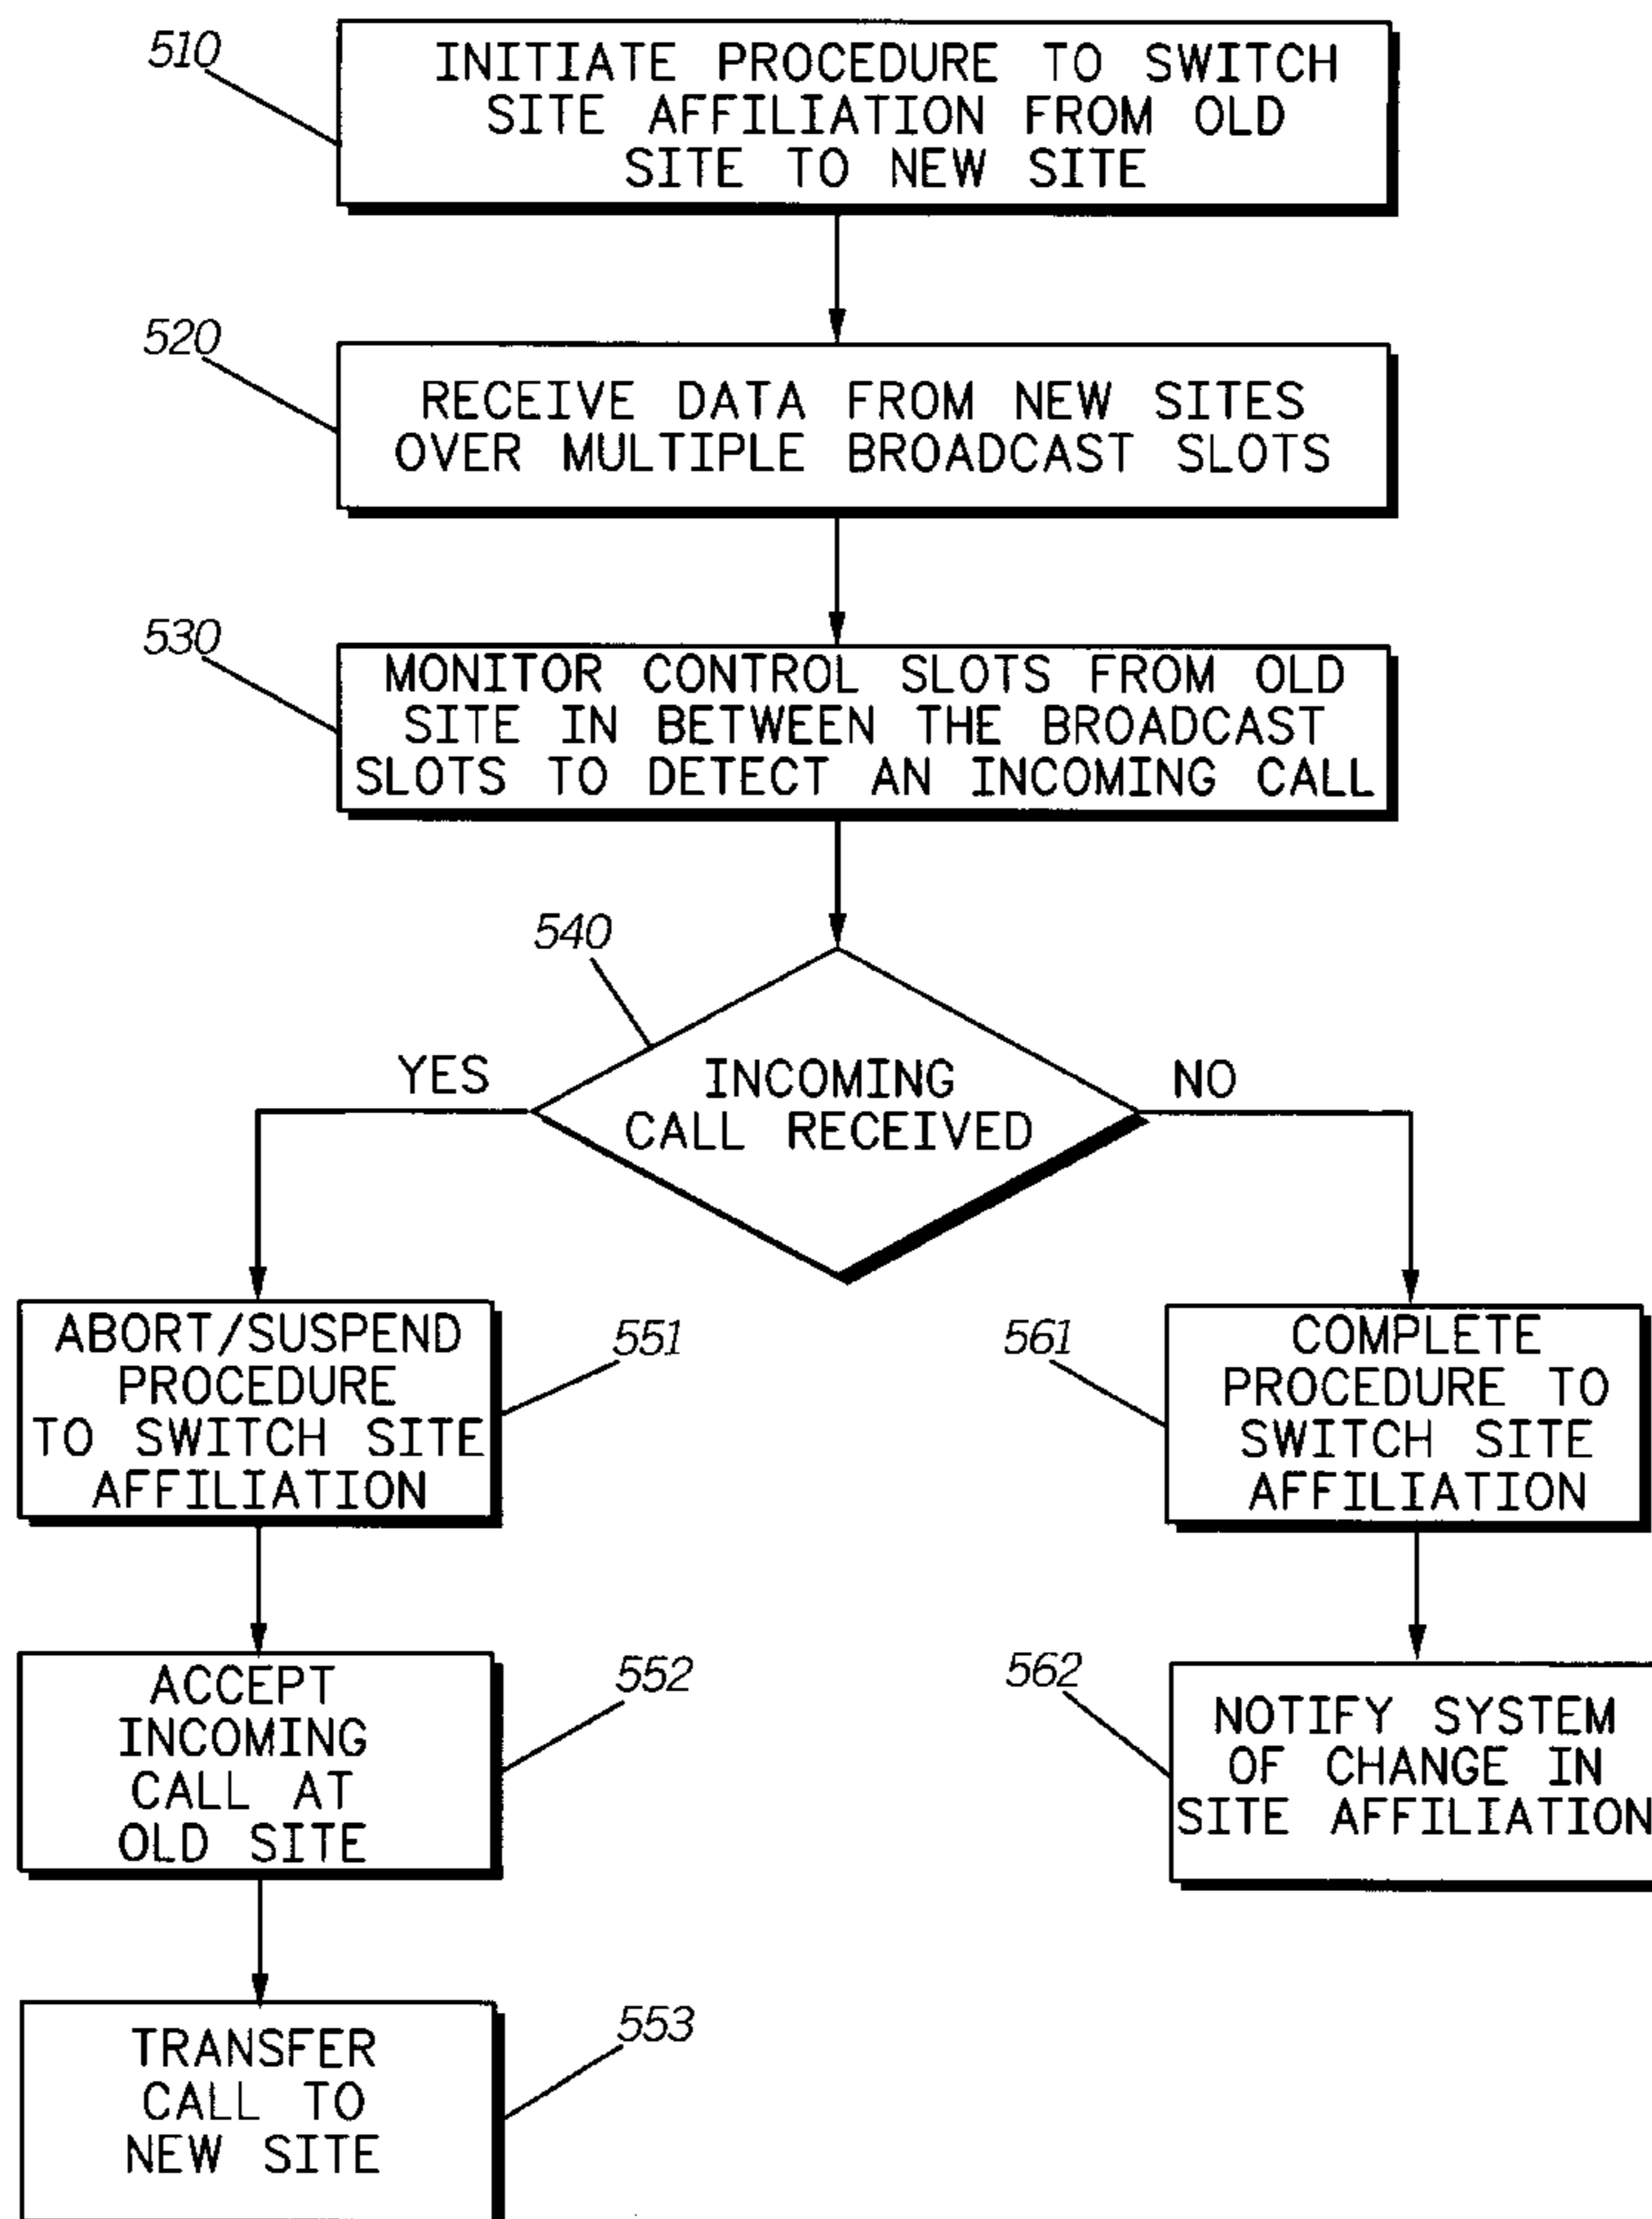 510
INITIATE PROCEDURE TO SWITCH
SITE AFFILIATION FROM OLD
SITE TO NEW SITE
520
RECEIVE DATA FROM NEW SITES
OVER MULTIPLE BROADCAST SLOTS
530
MONITOR CONTROL SLOTS FROM OLD
SITE IN BETWEEN THE BROADCAST
SLOTS TO DETECT AN INCOMING CALL
540
YES
INCOMING
CALL RECEIVED
NO
ABORT/SUSPEND
PROCEDURE
TO SWITCH SITE
AFFILIATION
551
561
COMPLETE
PROCEDURE TO
SWITCH SITE
AFFILIATION
ACCEPT
INCOMING
CALL AT
OLD SITE
552
562
NOTIFY SYSTEM
OF CHANGE IN
SITE AFFILIATION
TRANSFER
CALL TO
NEW SITE
553